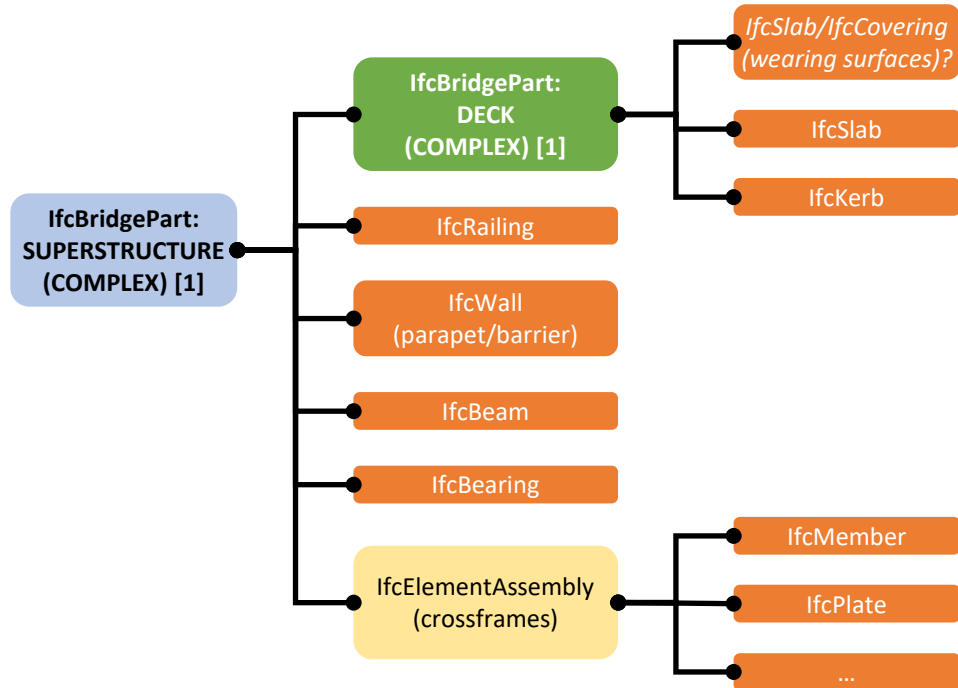 IfcSlab/IfcCovering
(wearing surfaces)?
IfcBridgePart:
DECK
(COMPLEX) [1]
IfcSlab
IfcKerb
IfcBridgePart:
SUPERSTRUCTURE
(COMPLEX) [1]
IfcRailing
IfcWall
(parapet/barrier)
IfcBeam
IfcBearing
IfcElementAssembly
(crossframes)
IfcMember
IfcPlate
...